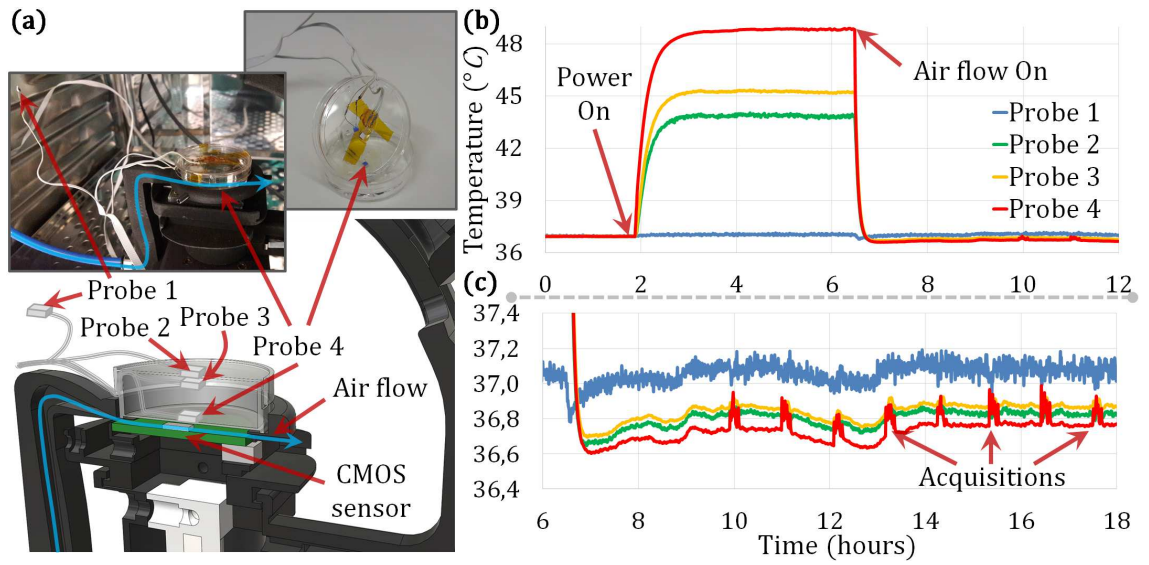 (a)
Probe 1
Probe 2
Probe 3
Probe 4
Air flow
CMOS
sensor
(b)
Temperature (°C)
48
45
42
39
36
Power
On
Air flow On
Probe 1
Probe 2
Probe 3
Probe 4
0 2 4 6 8 10 12
(c)
37,4
37,2
37,0
36,8
36,6
36,4
Acquisitions
6 8 10 12 14 16 18
Time (hours)